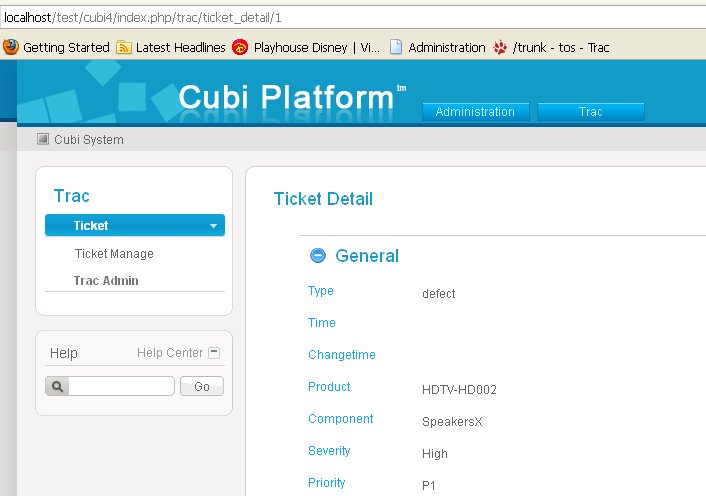 localhost/test/cubi4/index.php/trac/ticket_detail/1
Getting Started Latest Headlines Playhouse Disney | Vi... Administration /trunk - tos - Trac
Cubi Platform™
Administration Trac
Cubi System
Trac
Ticket
Ticket Manage
Trac Admin
Help Help Center
Go
Ticket Detail
General
Type defect
Time
Changetime
Product HDTV-HD002
Component SpeakersX
Severity High
Priority P1